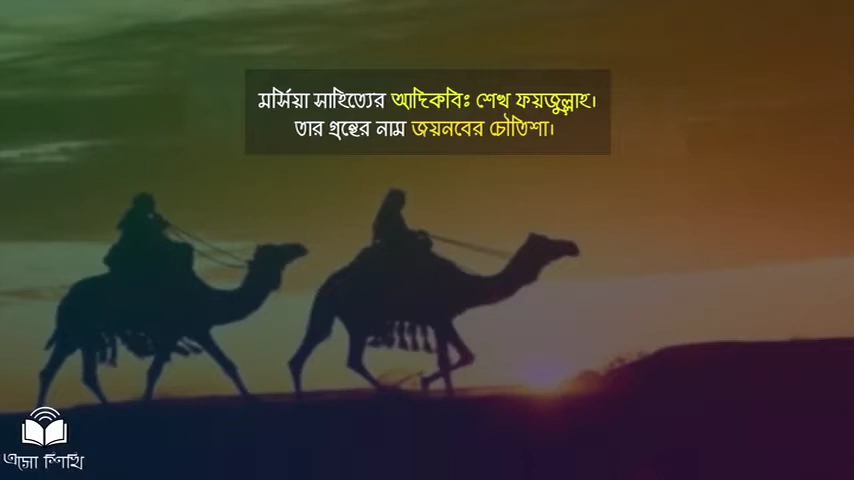 মর্সিয়া সাহিত্যের আদিকবিঃ শেখ ফয়জুল্লাহ।
তার গ্রন্থের নাম জয়নবের চৌতিশা।
এসো শিখি